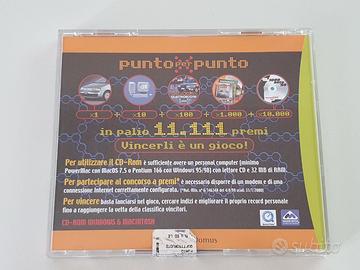 punto per punto
x1 + x10 + x100 + x1.000 + x10.000
in palio 11.111 premi
Vincerli è un gioco!
Per utilizzare il CD-Rom è sufficiente avere un personal computer (minimo
PowerMac con MacOS 7.5 o Pentium 166 con Windows 95/98) con lettore CD e 32 MB di RAM.
Per partecipare al concorso a premi* è necessario disporre di un modem e di una
connessione Internet correttamente configurata.
Per vincere basta lanciarsi nel gioco, cercare indizi e migliorare il proprio record personale
fino a raggiungere la vetta della classifica vincitori.
CD-ROM WINDOWS & MACINTOSH
Domus
subito